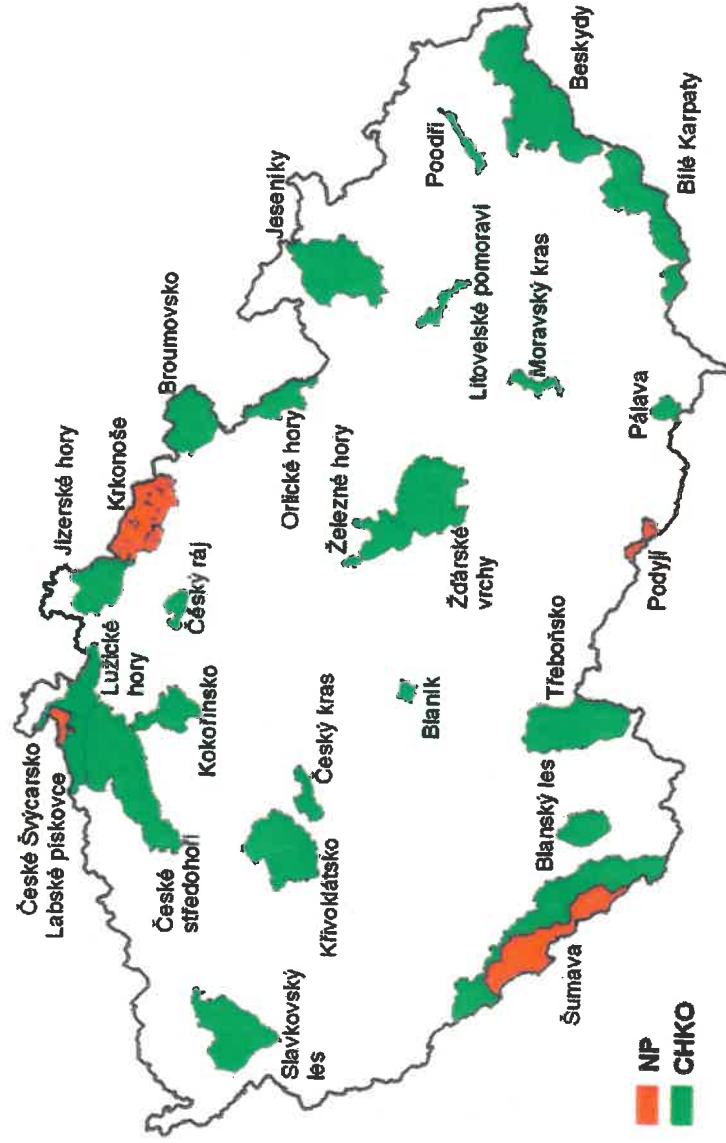 České Švýcarsko
Labské pískovce
Jizerské hory
Krkonoše
Broumovsko
Lužické
hory
Český ráj
České
středohoří
Kokořínsko
Orlické hory
Jeseníky
Slavkovský
les
Křivoklátsko
Český kras
Železné hory
Žďárské
vrchy
Litovelské pomoraví
Poodří
Beskydy
Blaník
Moravský kras
Bílé Karpaty
Šumava
Blanský les
Třeboňsko
Podyjí
Pálava
NP
CHKO